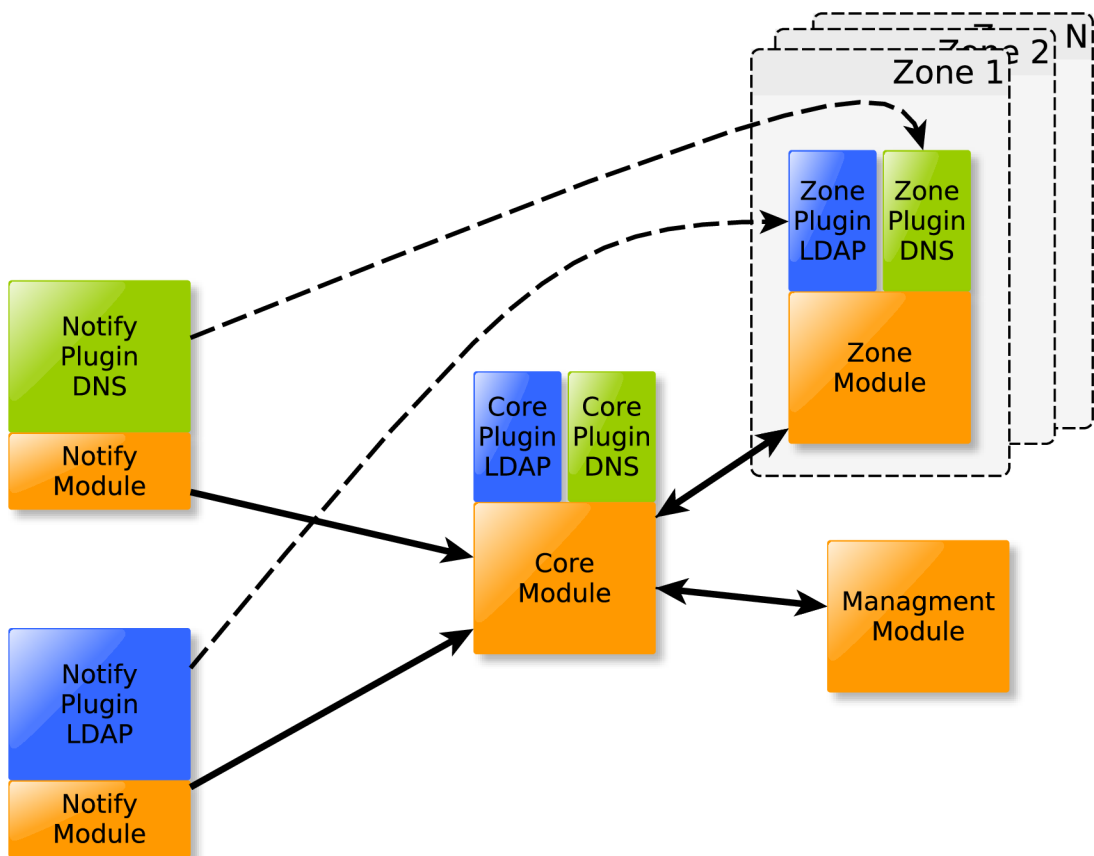 N
Zone 2
Zone 1
Zone
Plugin
LDAP
Zone
Plugin
DNS
Zone
Module
Notify
Plugin
DNS
Notify
Module
Core
Plugin
LDAP
Core
Plugin
DNS
Core
Module
Managment
Module
Notify
Plugin
LDAP
Notify
Module